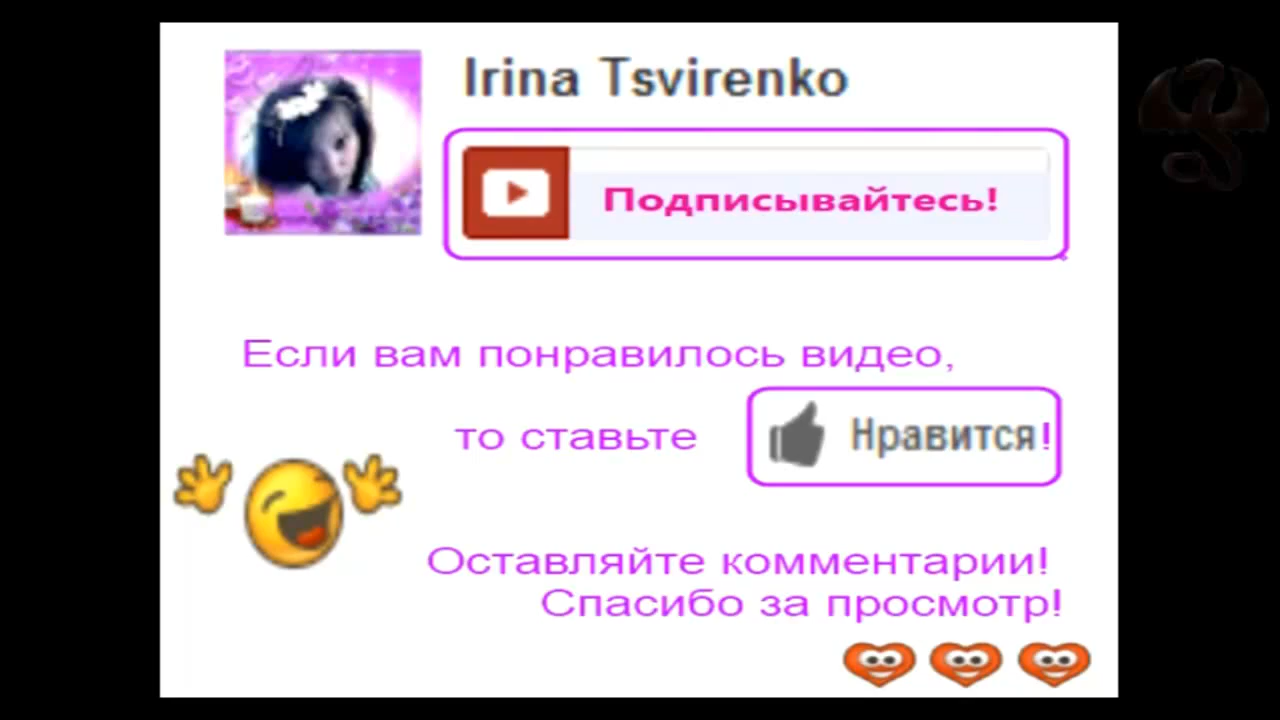 Irina Tsvirenko
Подписывайтесь!
Если вам понравилось видео,
то ставьте Нравится!
Оставляйте комментарии!
Спасибо за просмотр!